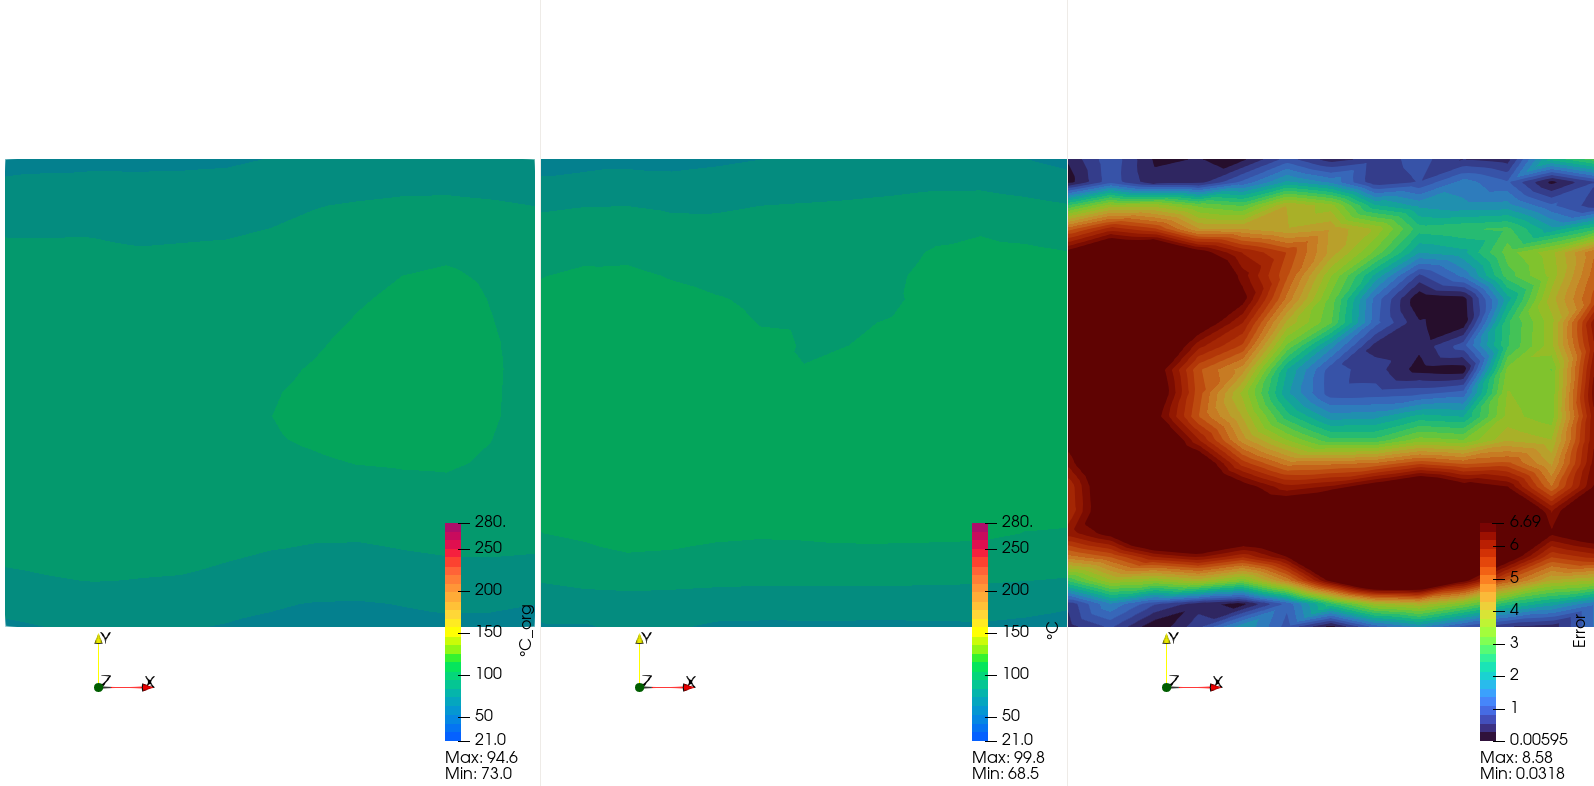 280.
250
200
150
100
50
21.0
°C_org
Max: 94.6
Min: 73.0
Y
Z
X
280.
250
200
150
100
50
21.0
°C
Max: 99.8
Min: 68.5
Y
Z
X
6.69
6
5
4
3
2
1
0.00595
Error
Max: 8.58
Min: 0.0318
Y
Z
X